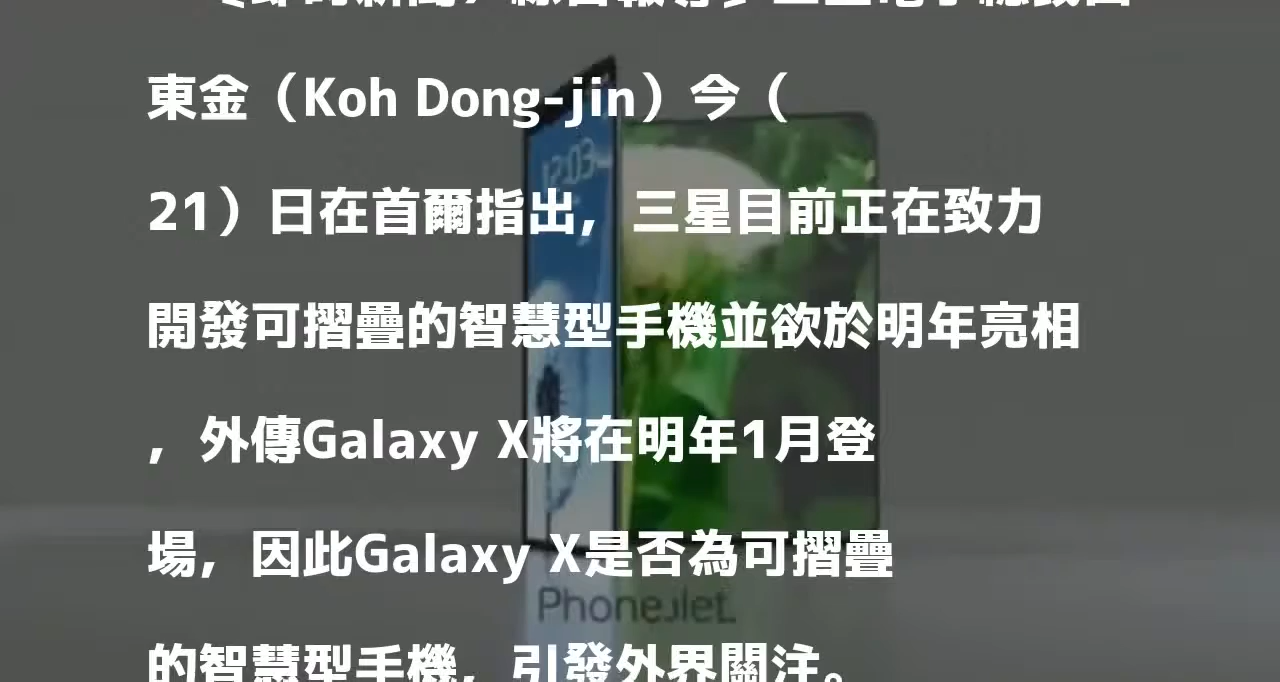 東金（Koh Dong-jin）今（
21）日在首爾指出，三星目前正在致力
開發可摺疊的智慧型手機並欲於明年亮相
，外傳Galaxy X將在明年1月登
場，因此Galaxy X是否為可摺疊
的智慧型手機，引發外界關注。
12:03
PhoneJlet.